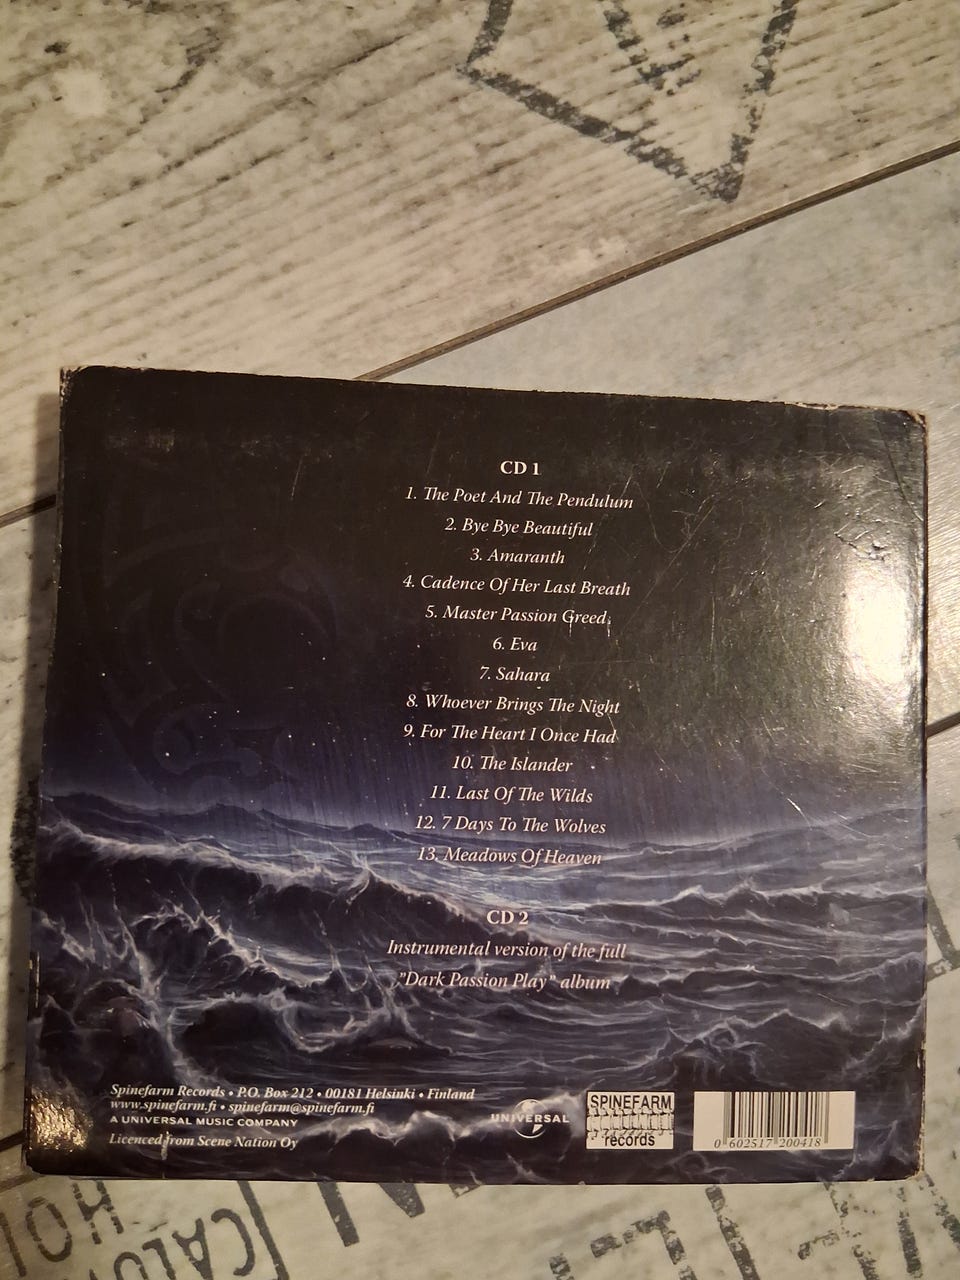 CD 1
1. The Poet And The Pendulum
2. Bye Bye Beautiful
3. Amaranth
4. Cadence Of Her Last Breath
5. Master Passion Greed
6. Eva
7. Sahara
8. Whoever Brings The Night
9. For The Heart I Once Had
10. The Islander
11. Last Of The Wilds
12. 7 Days To The Wolves
13. Meadows Of Heaven
CD 2
Instrumental version of the full
"Dark Passion Play" album
Spinefarm Records • P.O. Box 212 • 00181 Helsinki • Finland
www.spinefarm.fi • spinefarm@spinefarm.fi
A UNIVERSAL MUSIC COMPANY
Licenced from Scene Nation Oy
UNIVERSAL
SPINEFARM
records
0 602517 200418